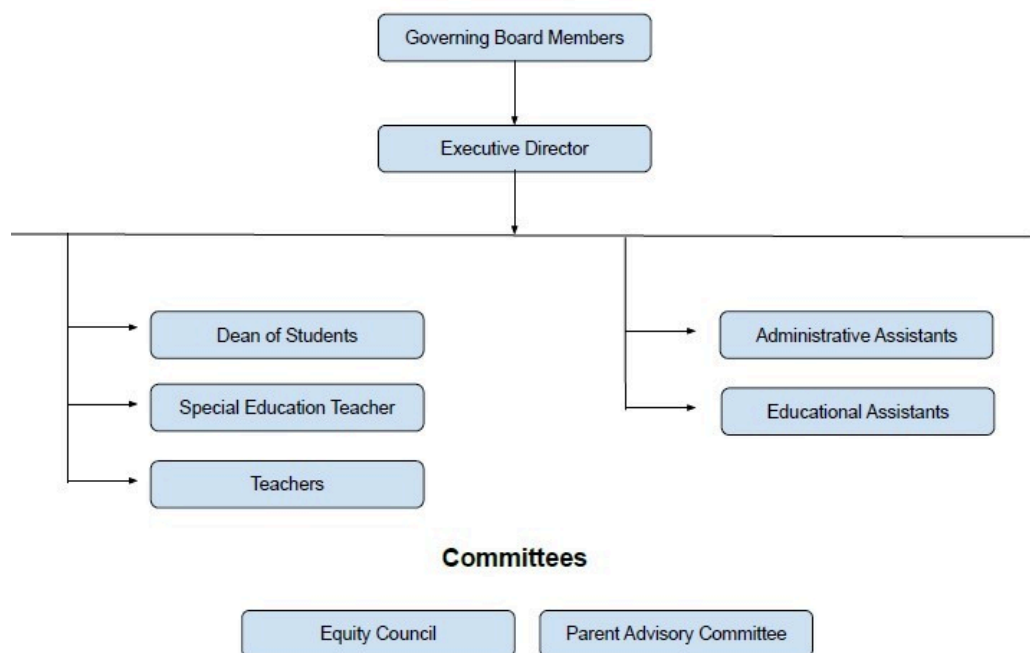 Governing Board Members
Executive Director
Dean of Students
Special Education Teacher
Teachers
Administrative Assistants
Educational Assistants
Committees
Equity Council
Parent Advisory Committee